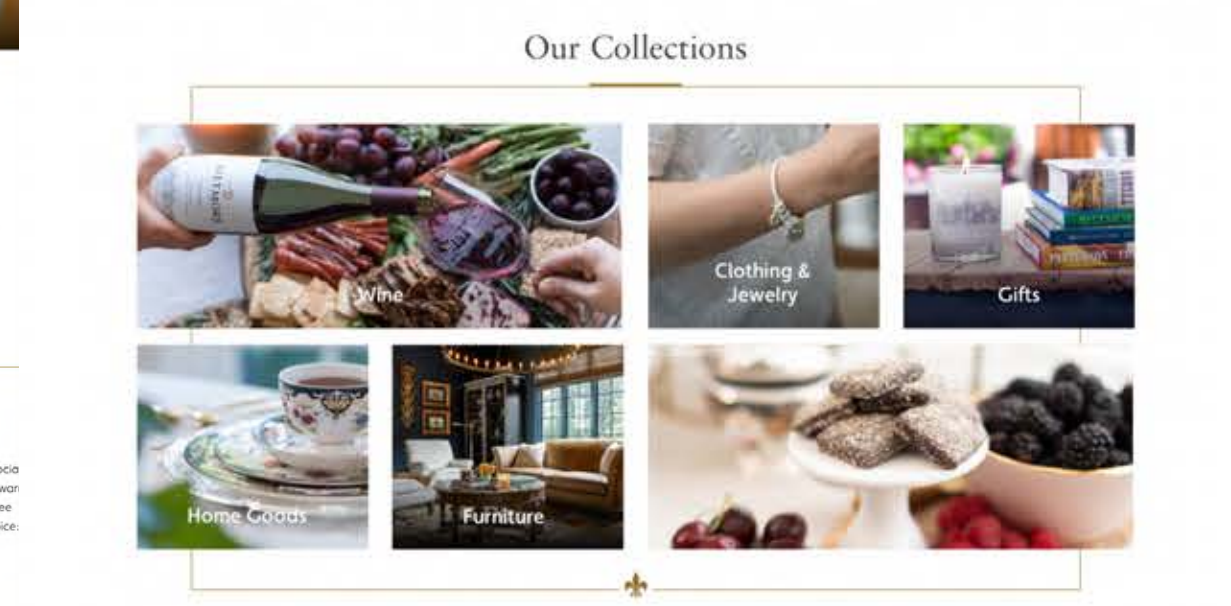 Our Collections
Wine
Clothing &
Jewelry
Gifts
Home Goods
Furniture